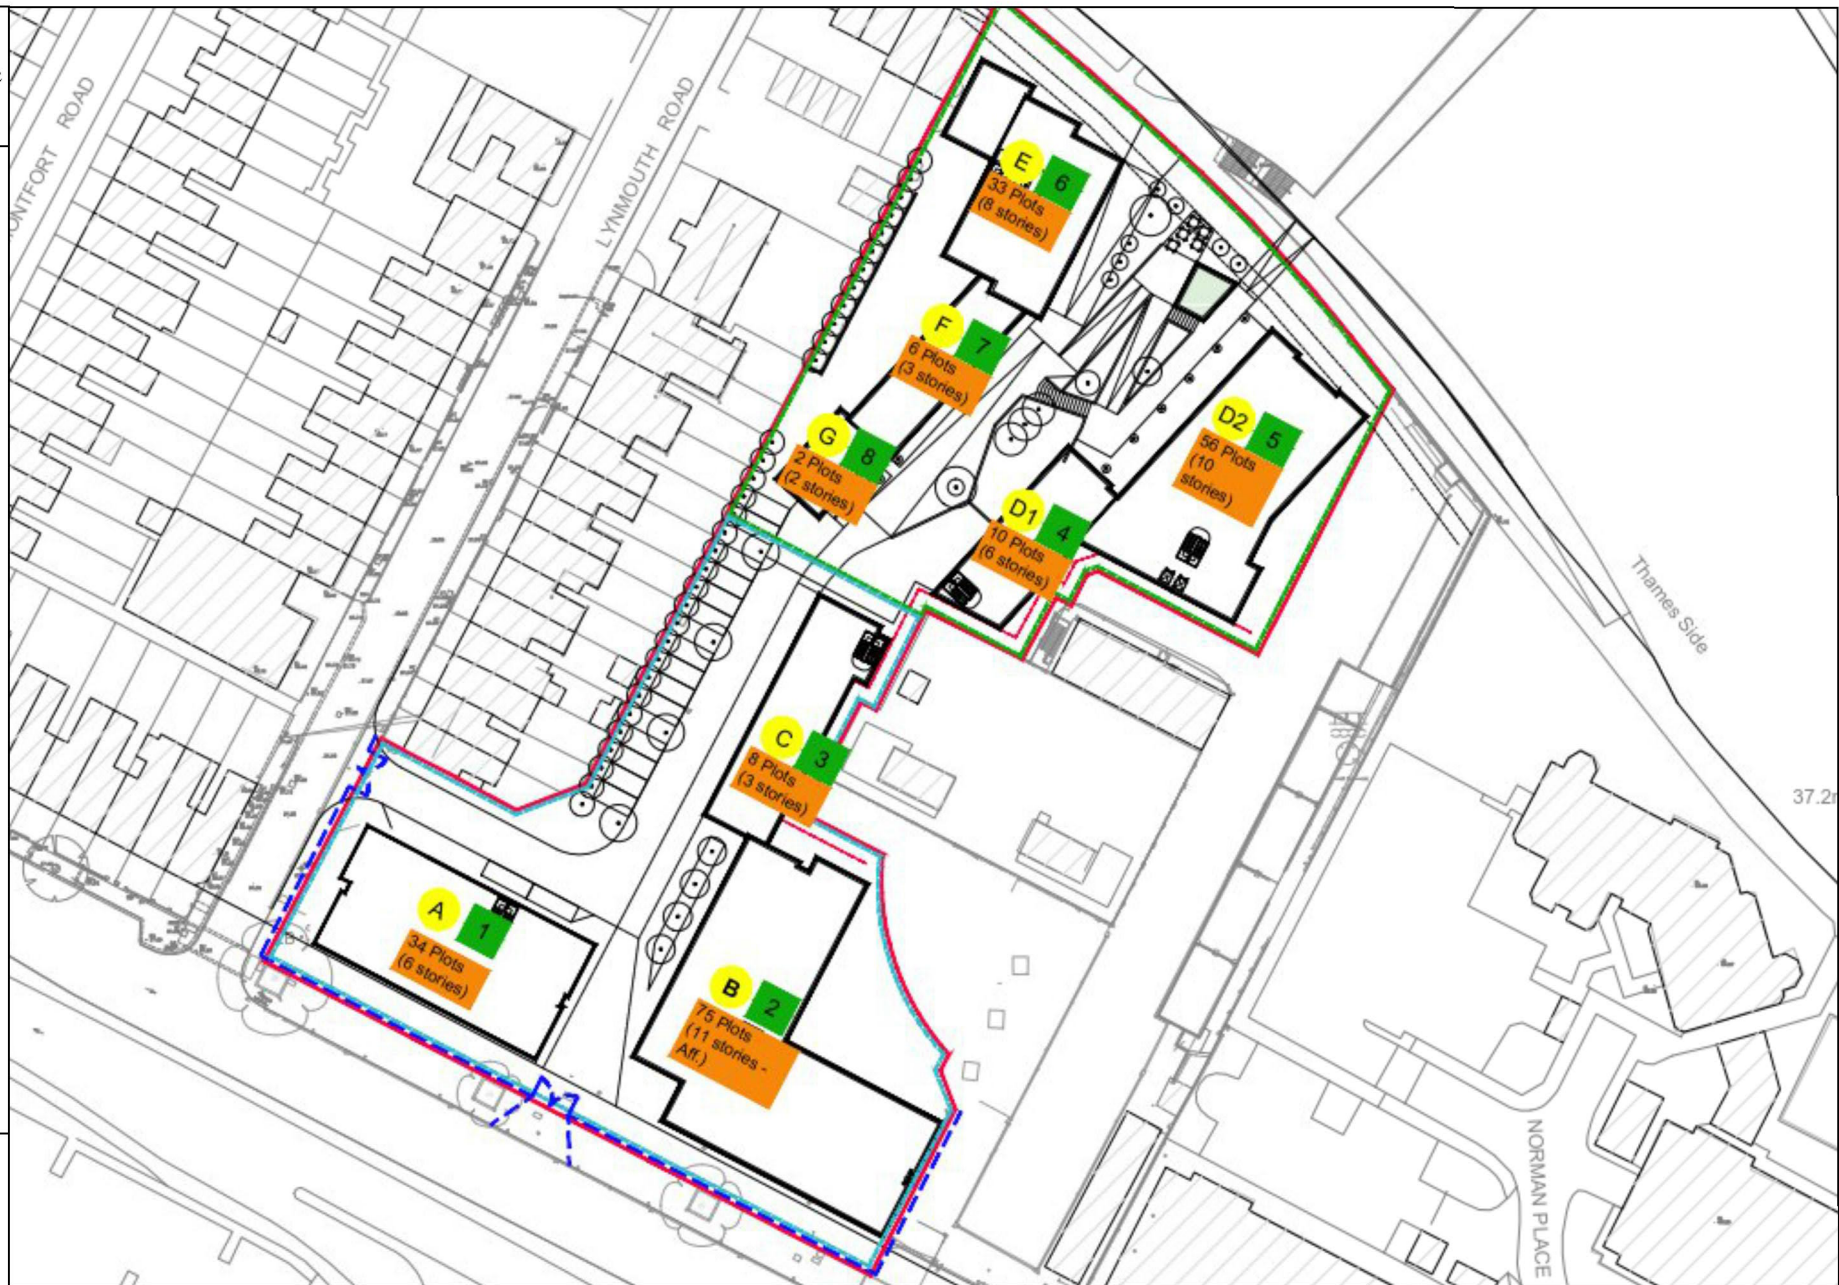 ONTFORT ROAD
LYNMOUTH ROAD
E
6
33 Plots
(8 stories)
F
7
6 Plots
(3 stories)
G
8
2 Plots
(2 stories)
D2
5
56 Plots
(10
stories)
D1
4
10 Plots
(6 stories)
Thames Side
C
3
8 Plots
(3 stories)
37.2
A
1
34 Plots
(6 stories)
B
2
75 Plots
(11 stories -
Aff.)
NORMAN PLACE